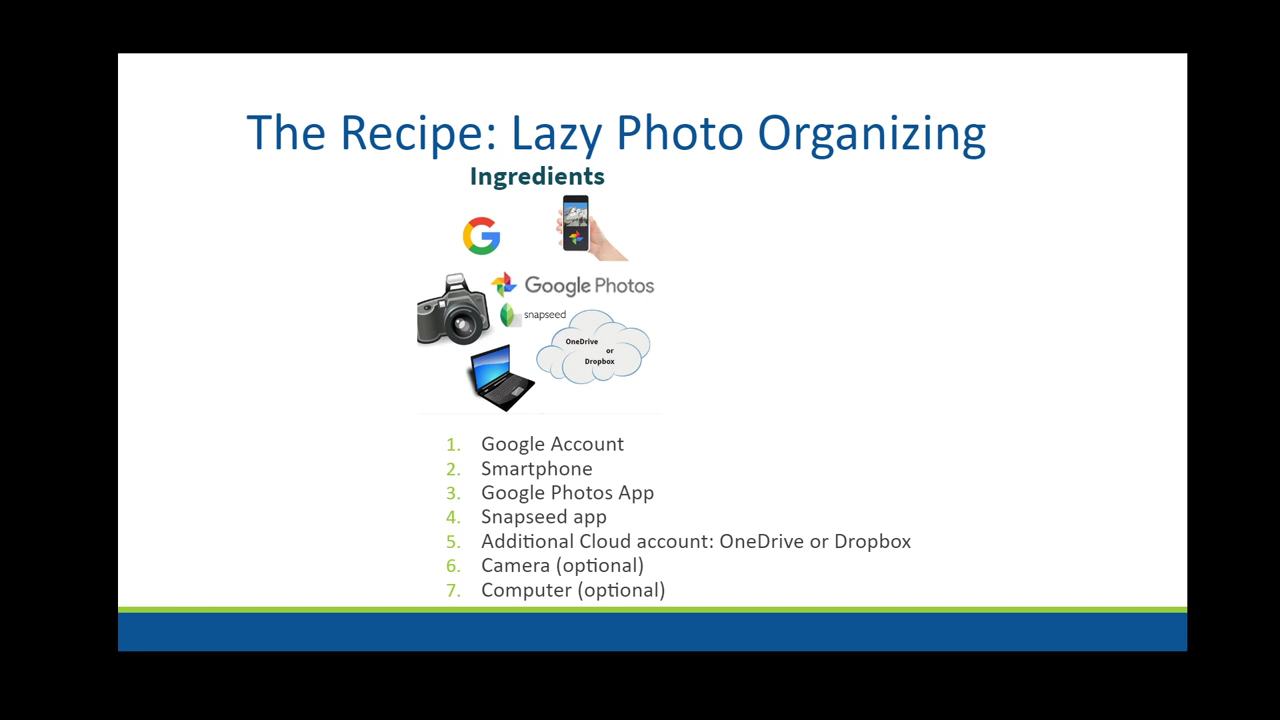 The Recipe: Lazy Photo Organizing
Ingredients
G
Google Photos
snapseed
OneDrive
or
Dropbox
1. Google Account
2. Smartphone
3. Google Photos App
4. Snapseed app
5. Additional Cloud account: OneDrive or Dropbox
6. Camera (optional)
7. Computer (optional)